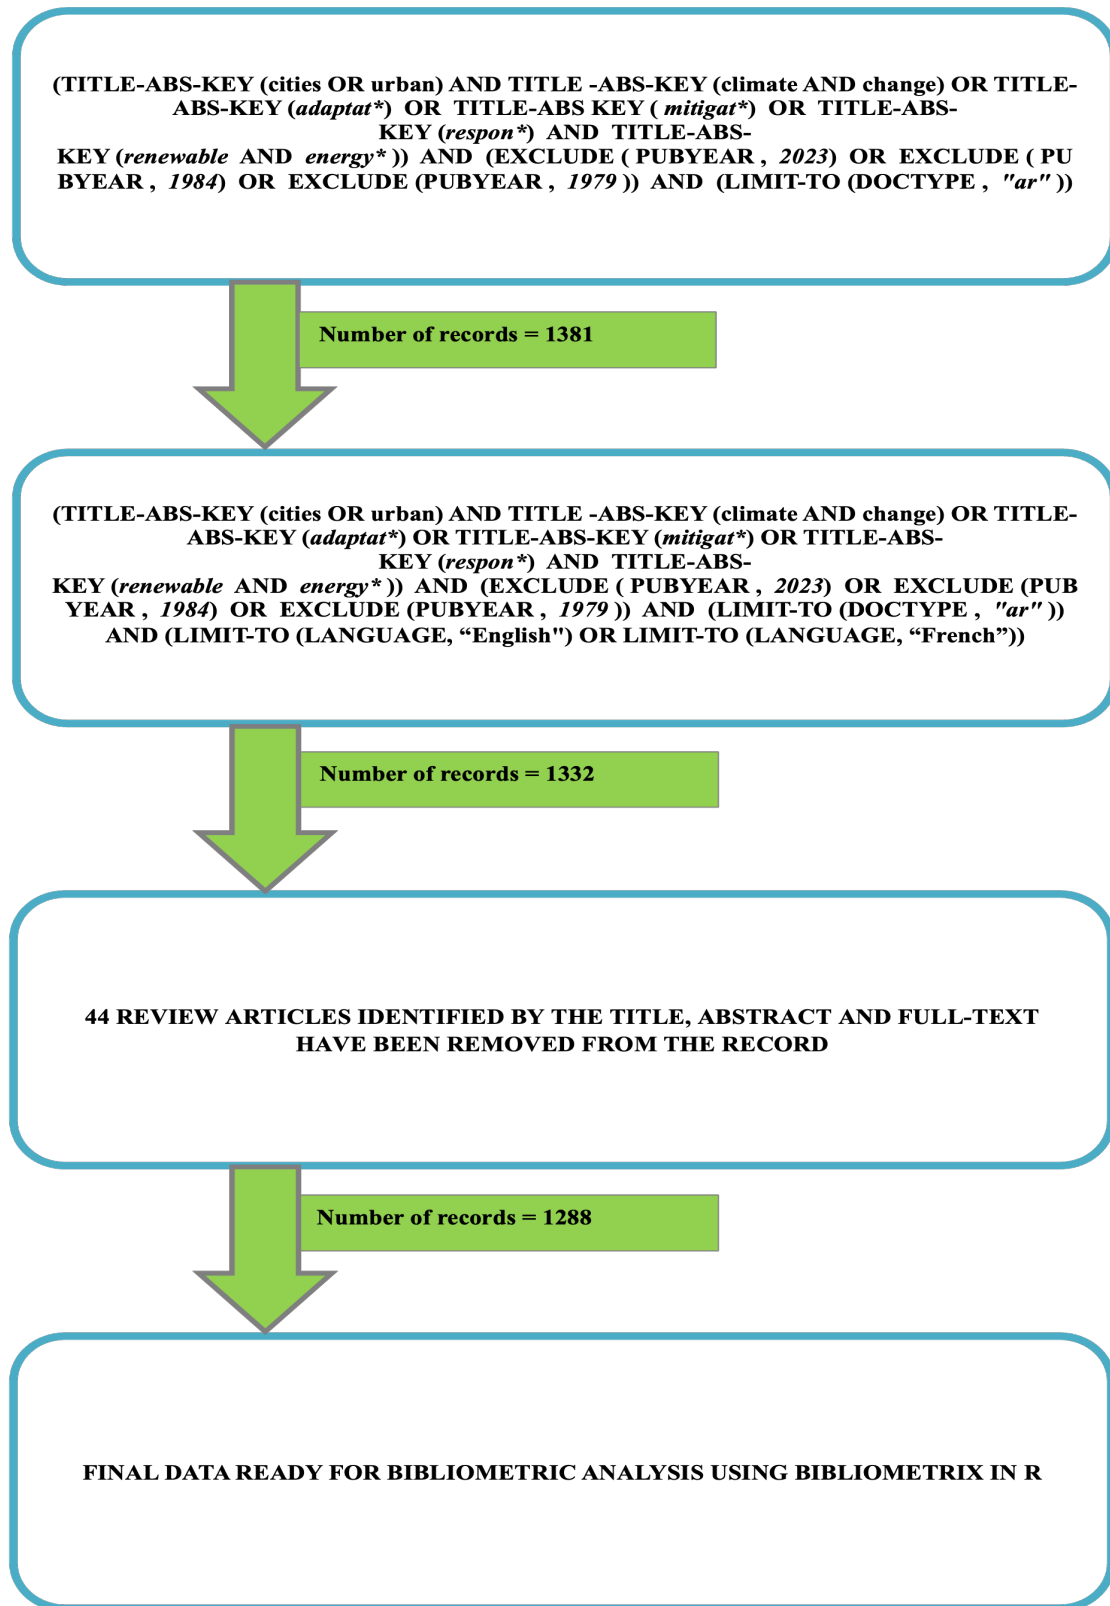 (TITLE-ABS-KEY (cities OR urban) AND TITLE -ABS-KEY (climate AND change) OR TITLE-
ABS-KEY (adaptat*) OR TITLE-ABS KEY ( mitigat*) OR TITLE-ABS-
KEY (respon*) AND TITLE-ABS-
KEY (renewable AND energy* )) AND (EXCLUDE ( PUBYEAR , 2023) OR EXCLUDE ( PU
BYEAR , 1984) OR EXCLUDE (PUBYEAR , 1979 )) AND (LIMIT-TO (DOCTYPE , "ar" ))
Number of records = 1381
(TITLE-ABS-KEY (cities OR urban) AND TITLE -ABS-KEY (climate AND change) OR TITLE-
ABS-KEY (adaptat*) OR TITLE-ABS-KEY (mitigat*) OR TITLE-ABS-
KEY (respon*) AND TITLE-ABS-
KEY (renewable AND energy* )) AND (EXCLUDE ( PUBYEAR , 2023) OR EXCLUDE (PUB
YEAR , 1984) OR EXCLUDE (PUBYEAR , 1979 )) AND (LIMIT-TO (DOCTYPE , "ar" ))
AND (LIMIT-TO (LANGUAGE, “English") OR LIMIT-TO (LANGUAGE, “French”))
Number of records = 1332
44 REVIEW ARTICLES IDENTIFIED BY THE TITLE, ABSTRACT AND FULL-TEXT
HAVE BEEN REMOVED FROM THE RECORD
Number of records = 1288
FINAL DATA READY FOR BIBLIOMETRIC ANALYSIS USING BIBLIOMETRIX IN R